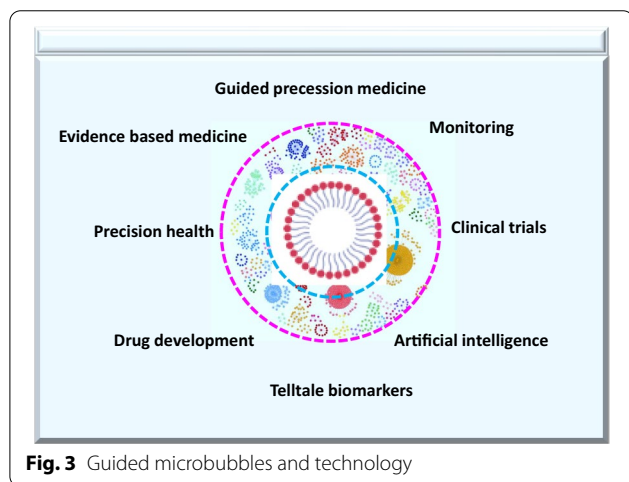 Guided precession medicine
Evidence based medicine
Monitoring
Precision health
Clinical trials
Drug development
Artificial intelligence
Telltale biomarkers
Fig. 3 Guided microbubbles and technology